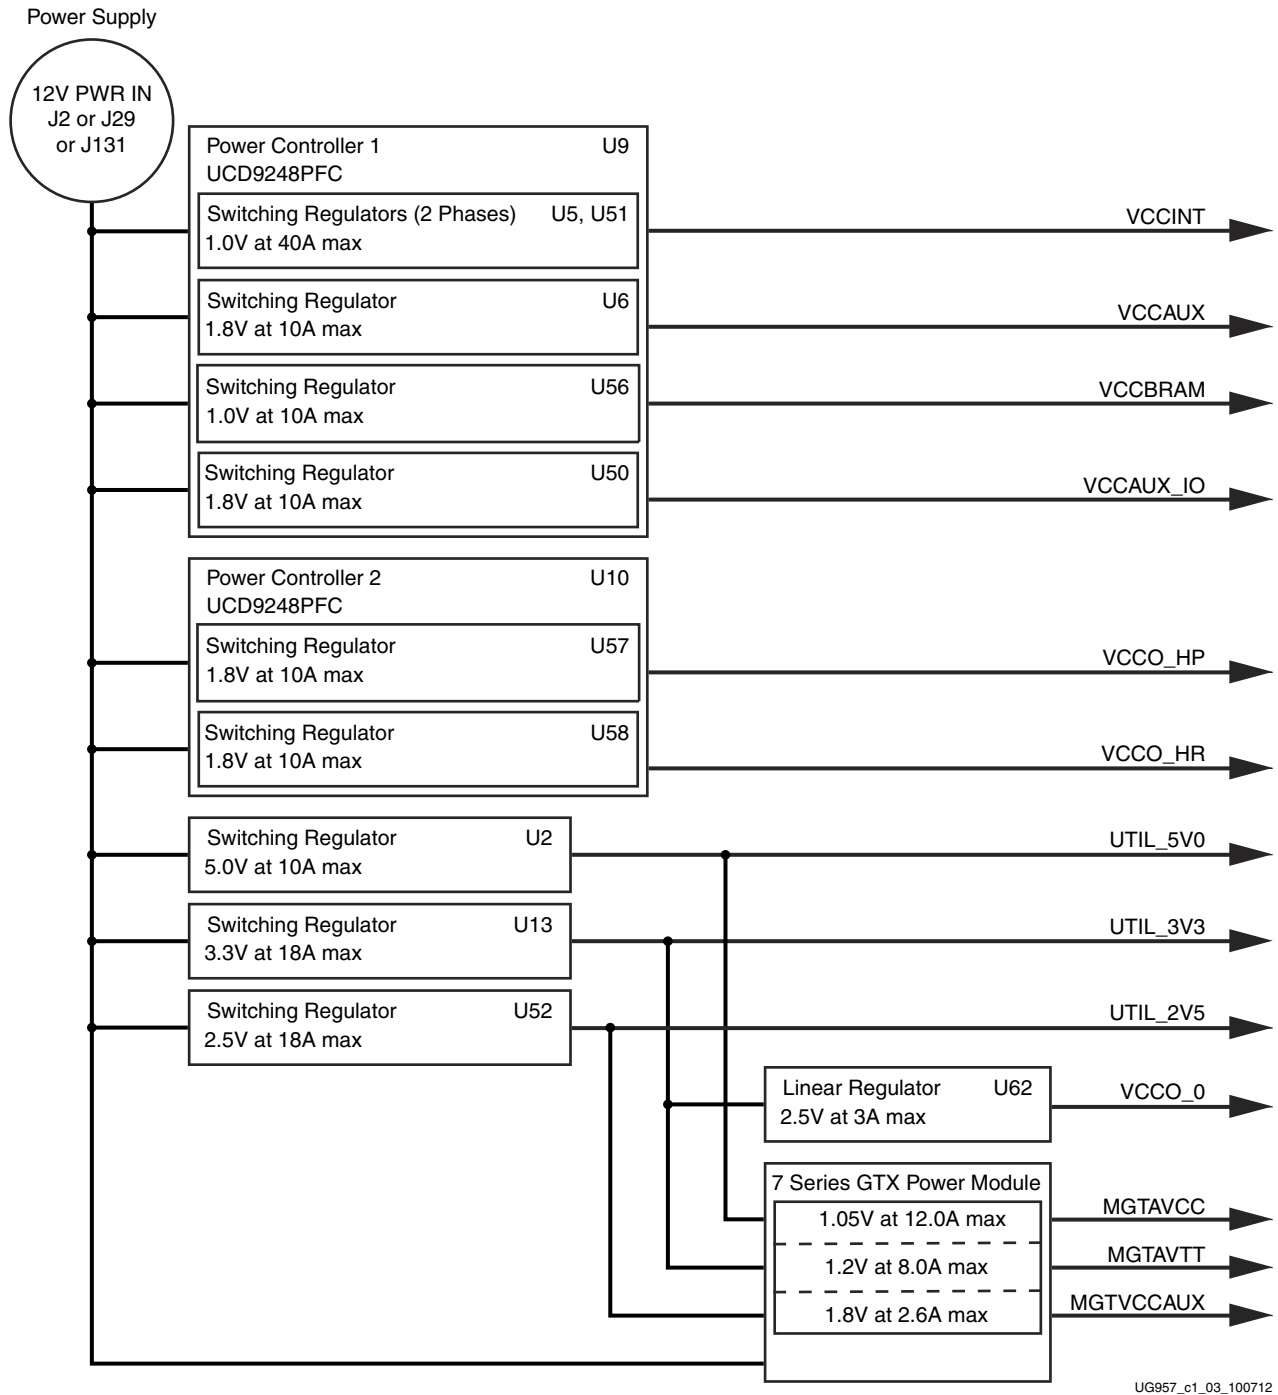 Power Supply
12V PWR IN
J2 or J29
or J131
Power Controller 1 U9
UCD9248PFC
Switching Regulators (2 Phases) U5, U51
1.0V at 40A max
VCCINT
Switching Regulator U6
1.8V at 10A max
VCCAUX
Switching Regulator U56
1.0V at 10A max
VCCBRAM
Switching Regulator U50
1.8V at 10A max
VCCAUX_IO
Power Controller 2 U10
UCD9248PFC
Switching Regulator U57
1.8V at 10A max
VCCO_HP
Switching Regulator U58
1.8V at 10A max
VCCO_HR
Switching Regulator U2
5.0V at 10A max
UTIL_5V0
Switching Regulator U13
3.3V at 18A max
UTIL_3V3
Switching Regulator U52
2.5V at 18A max
UTIL_2V5
Linear Regulator U62
2.5V at 3A max
VCCO_0
7 Series GTX Power Module
1.05V at 12.0A max
MGTAVCC
1.2V at 8.0A max
MGTAVTT
1.8V at 2.6A max
MGTVCCAUX
UG957_c1_03_100712